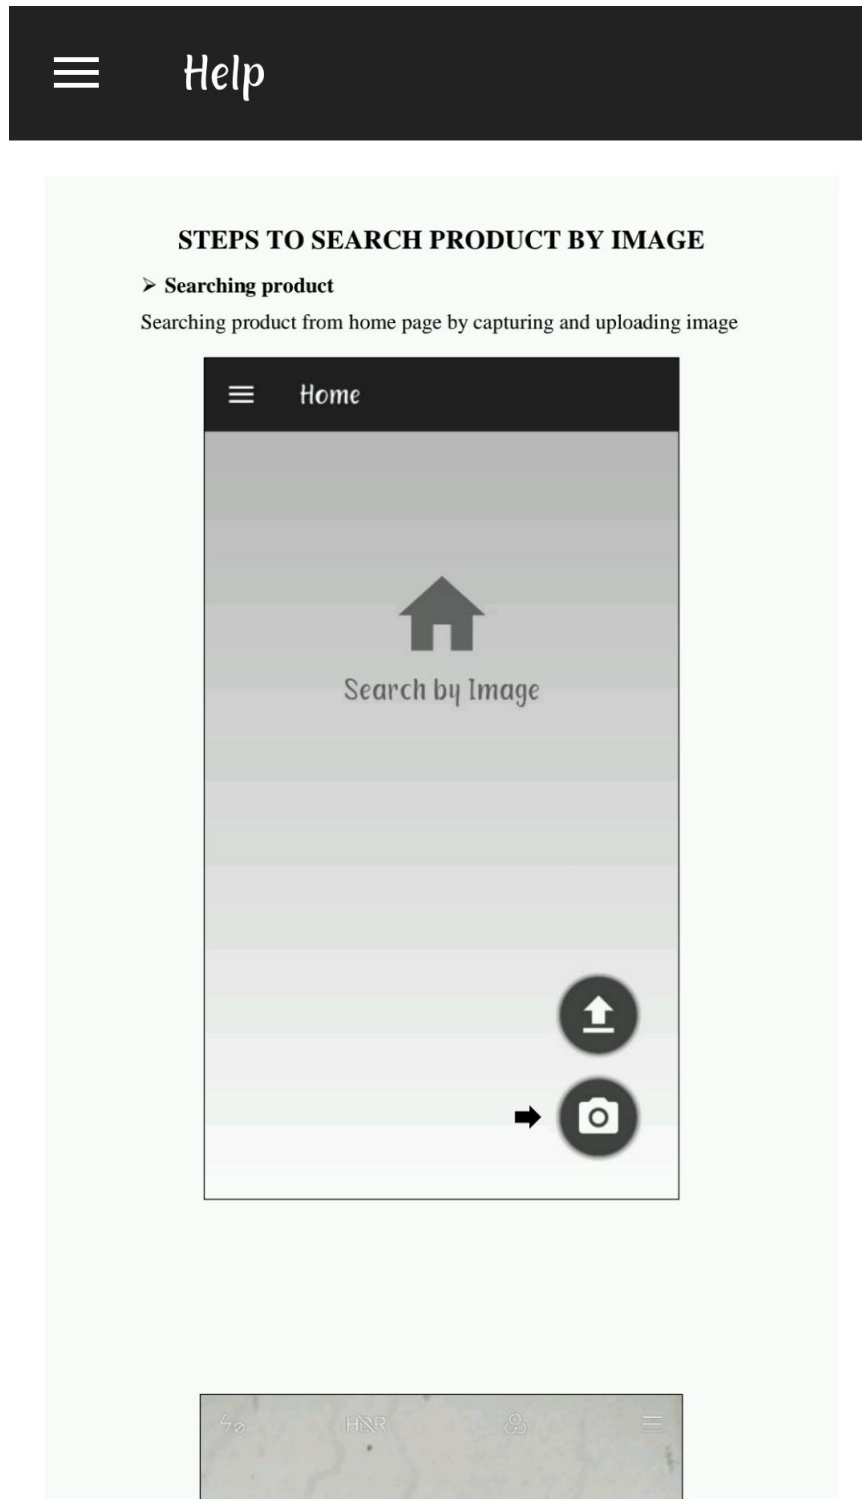 Help
STEPS TO SEARCH PRODUCT BY IMAGE
➢ Searching product
Searching product from home page by capturing and uploading image
Home
Search by Image
HDR